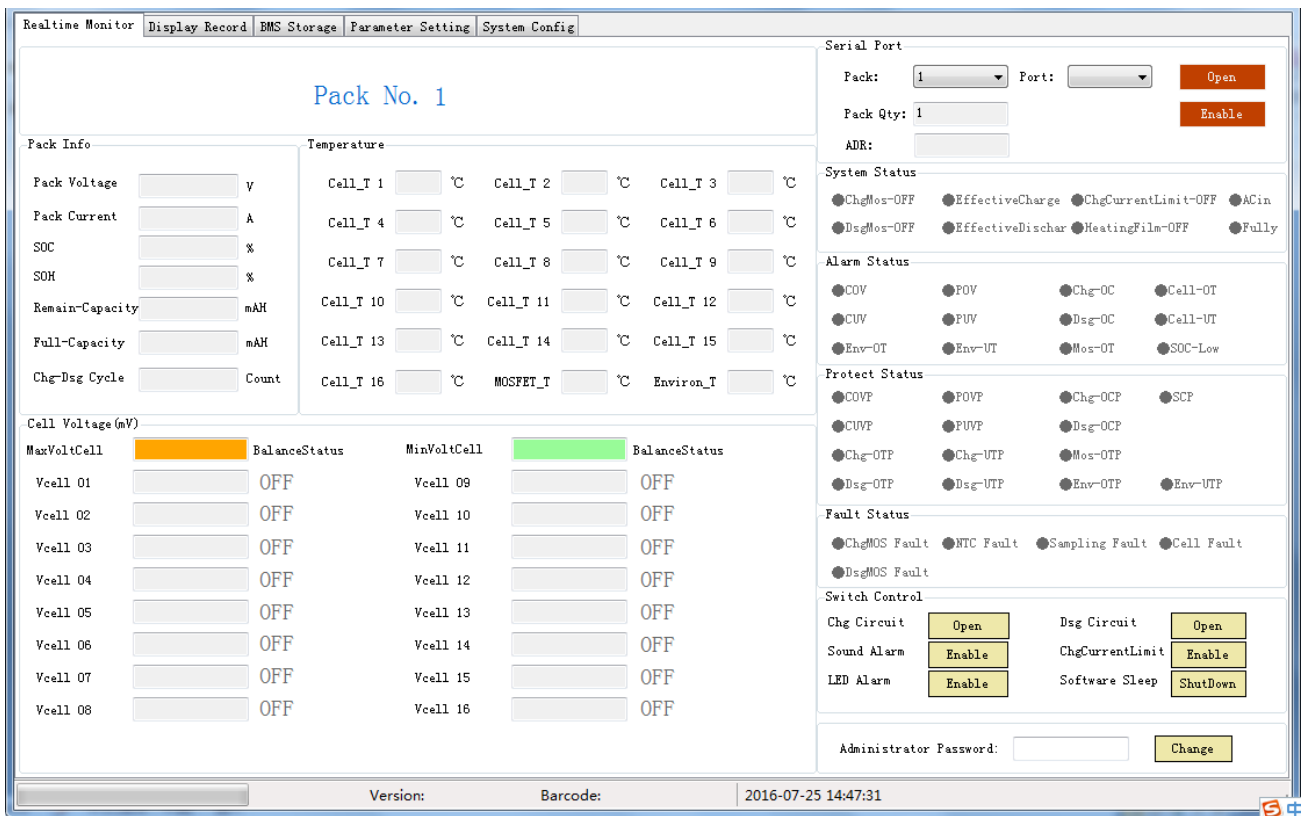 Realtime Monitor Display Record BMS Storage Parameter Setting System Config
Pack No. 1
Serial Port
Pack: 1 Port: Open
Pack Qty: 1 Enable
ADR:
Pack Info
Pack Voltage V
Pack Current A
SOC %
SOH %
Remain-Capacity mAH
Full-Capacity mAH
Chg-Dsg Cycle Count
Temperature
Cell_T 1 ℃ Cell_T 2 ℃ Cell_T 3 ℃
Cell_T 4 ℃ Cell_T 5 ℃ Cell_T 6 ℃
Cell_T 7 ℃ Cell_T 8 ℃ Cell_T 9 ℃
Cell_T 10 ℃ Cell_T 11 ℃ Cell_T 12 ℃
Cell_T 13 ℃ Cell_T 14 ℃ Cell_T 15 ℃
Cell_T 16 ℃ MOSFET_T ℃ Environ_T ℃
System Status
ChgMos-OFF EffectiveCharge ChgCurrentLimit-OFF ACin
DsgMos-OFF EffectiveDischar HeatingFilm-OFF Fully
Alarm Status
COV POV Chg-OC Cell-OT
CUV PUV Dsg-OC Cell-UT
Env-OT Env-UT Mos-OT SOC-Low
Protect Status
COVP POVP Chg-OCP SCP
CUVP PUVP Dsg-OCP
Chg-OTP Chg-UTP Mos-OTP
Dsg-OTP Dsg-UTP Env-OTP Env-UTP
Cell Voltage(mV)
MaxVoltCell BalanceStatus MinVoltCell BalanceStatus
Vcell 01 OFF Vcell 09 OFF
Vcell 02 OFF Vcell 10 OFF
Vcell 03 OFF Vcell 11 OFF
Vcell 04 OFF Vcell 12 OFF
Vcell 05 OFF Vcell 13 OFF
Vcell 06 OFF Vcell 14 OFF
Vcell 07 OFF Vcell 15 OFF
Vcell 08 OFF Vcell 16 OFF
Fault Status
ChgMOS Fault NTC Fault Sampling Fault Cell Fault
DsgMOS Fault
Switch Control
Chg Circuit Open Dsg Circuit Open
Sound Alarm Enable ChgCurrentLimit Enable
LED Alarm Enable Software Sleep ShutDown
Administrator Password: Change
Version: Barcode: 2016-07-25 14:47:31
S 中